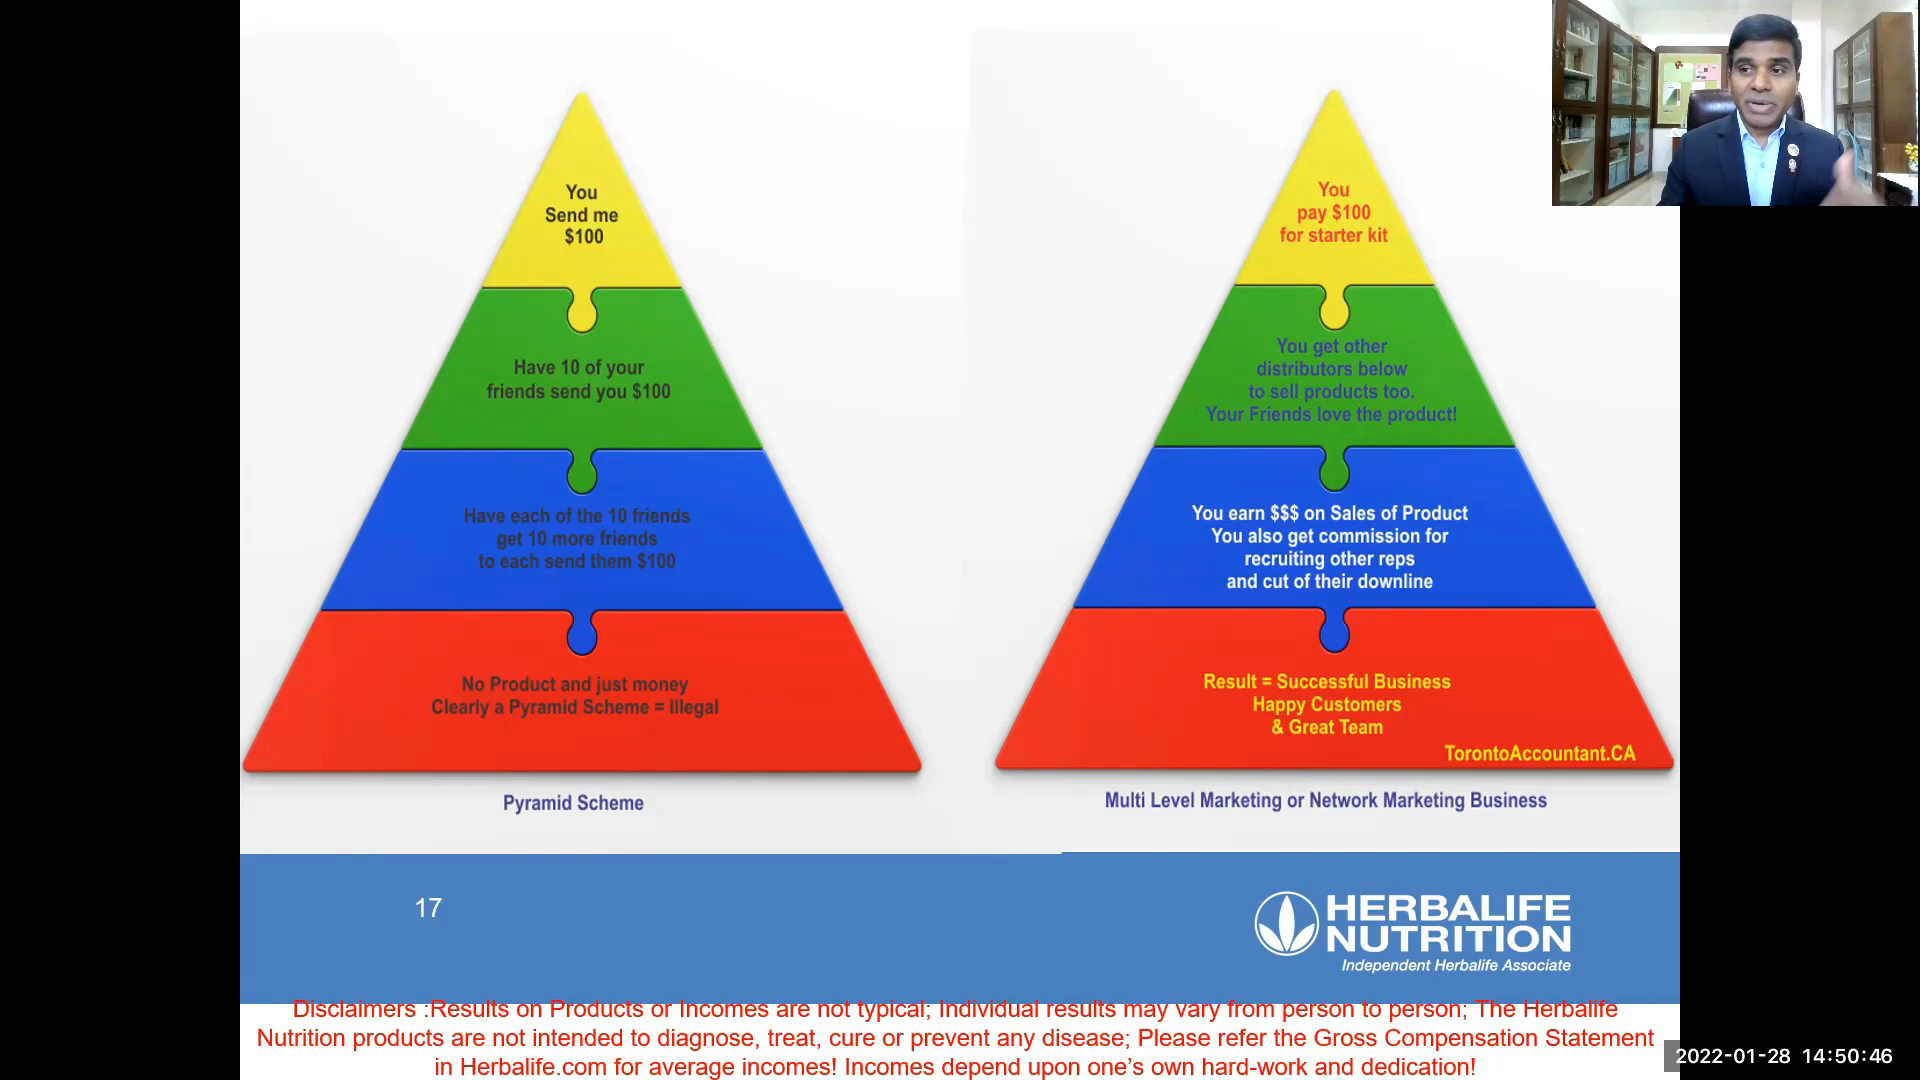 You
Send me
$100
Have 10 of your
friends send you $100
Have each of the 10 friends
get 10 more friends
to each send them $100
No Product and just money
Clearly a Pyramid Scheme = Illegal
Pyramid Scheme
You
pay $100
for starter kit
You get other
distributors below
to sell products too.
Your Friends love the product!
You earn $$$ on Sales of Product
You also get commission for
recruiting other reps
and cut of their downline
Result = Successful Business
Happy Customers
& Great Team
TorontoAccountant.CA
Multi Level Marketing or Network Marketing Business
17
HERBALIFE
NUTRITION
Independent Herbalife Associate
Disclaimers :Results on Products or Incomes are not typical; Individual results may vary from person to person; The Herbalife
Nutrition products are not intended to diagnose, treat, cure or prevent any disease; Please refer the Gross Compensation Statement
in Herbalife.com for average incomes! Incomes depend upon one’s own hard-work and dedication!
2022-01-28 14:50:46